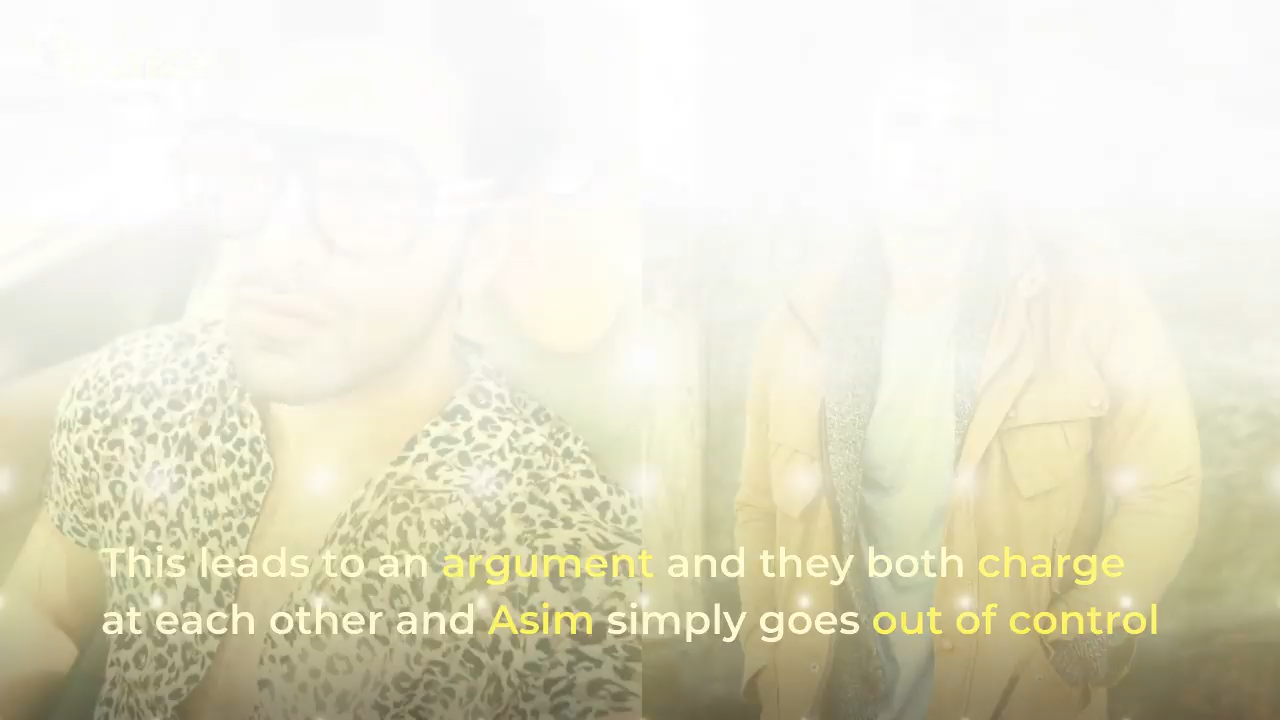 This leads to an argument and they both charge
at each other and Asim simply goes out of control